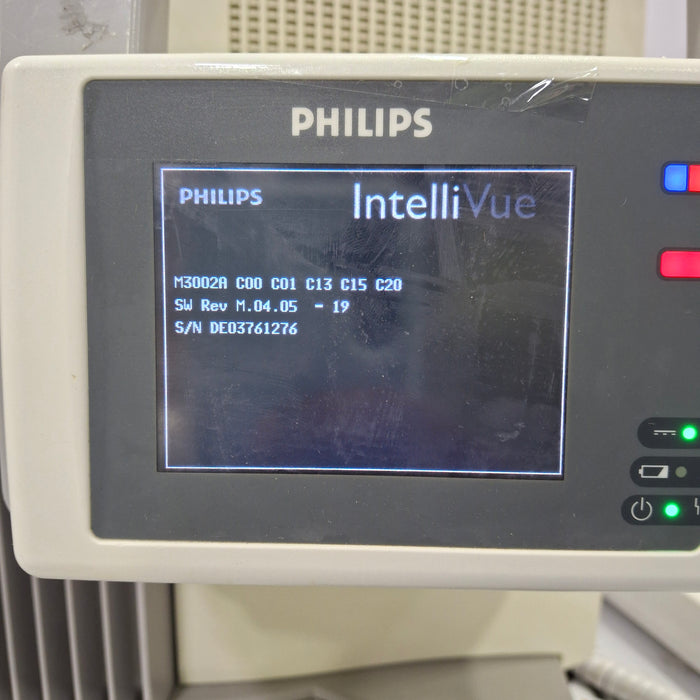 PHILIPS
PHILIPS IntelliVue
M3002A C00 C01 C13 C15 C20
SW Rev M.04.05 - 19
S/N DE03761276